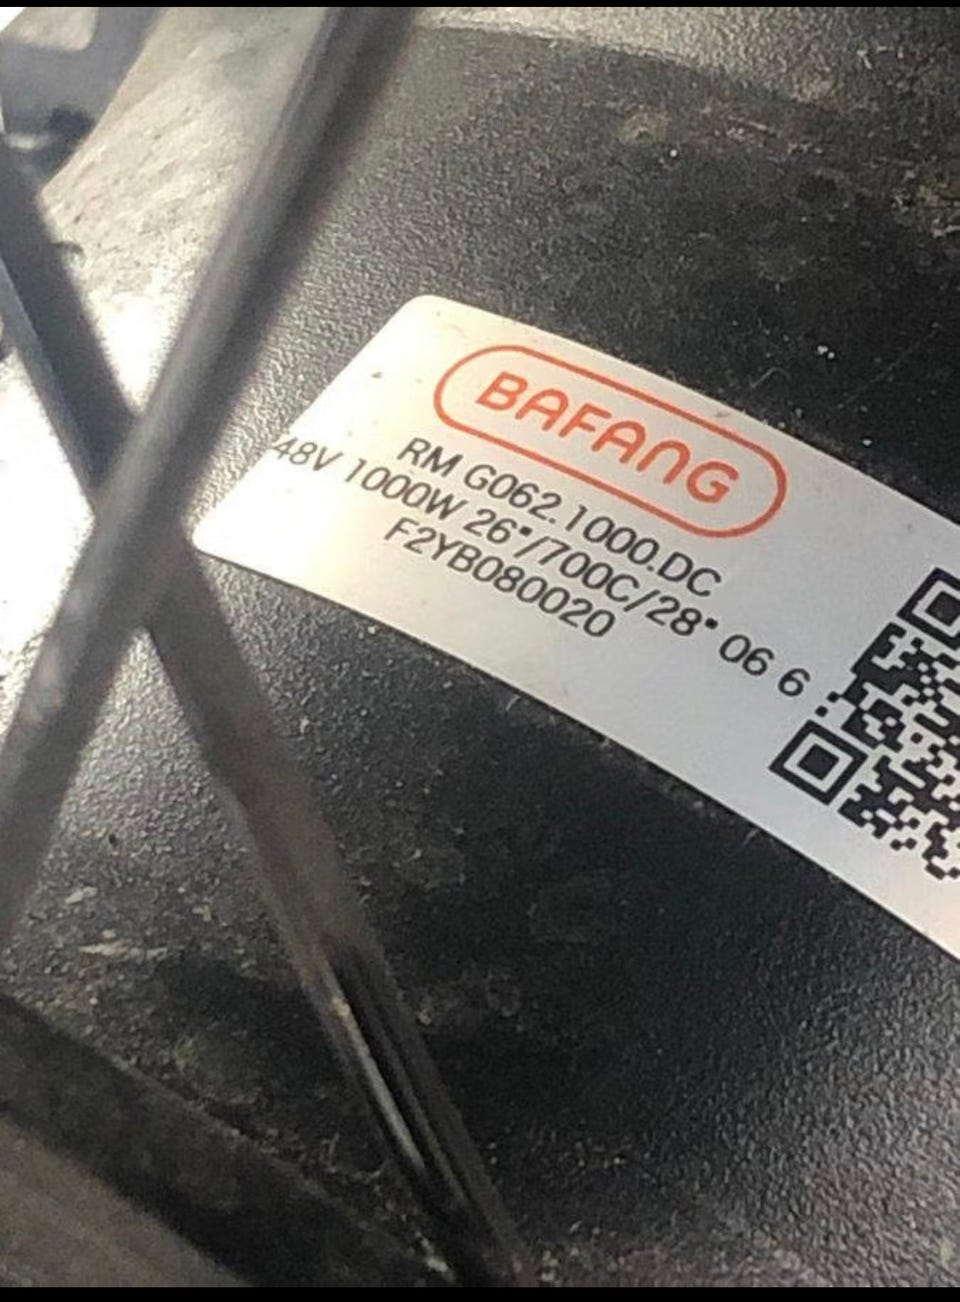 BAFANG
RM G062.1000.DC
48V 1000W 26"/700C/28" 06 6
F2YB080020